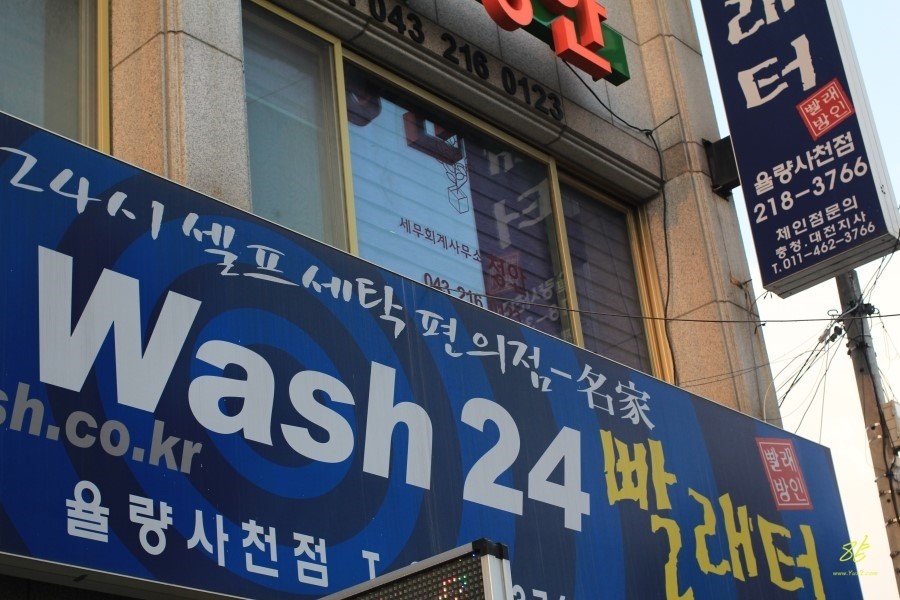 043 216 0123
안
래
터
빨래
방인
율량사천점
218-3766
체인점문의
충청·대전지사
T.011-462-3766
세무회계사무소
043-216
24시 셀프세탁 편의점-名家
Wash 24
빨래터
빨래
방인
sh.co.kr
율량사천점 T.